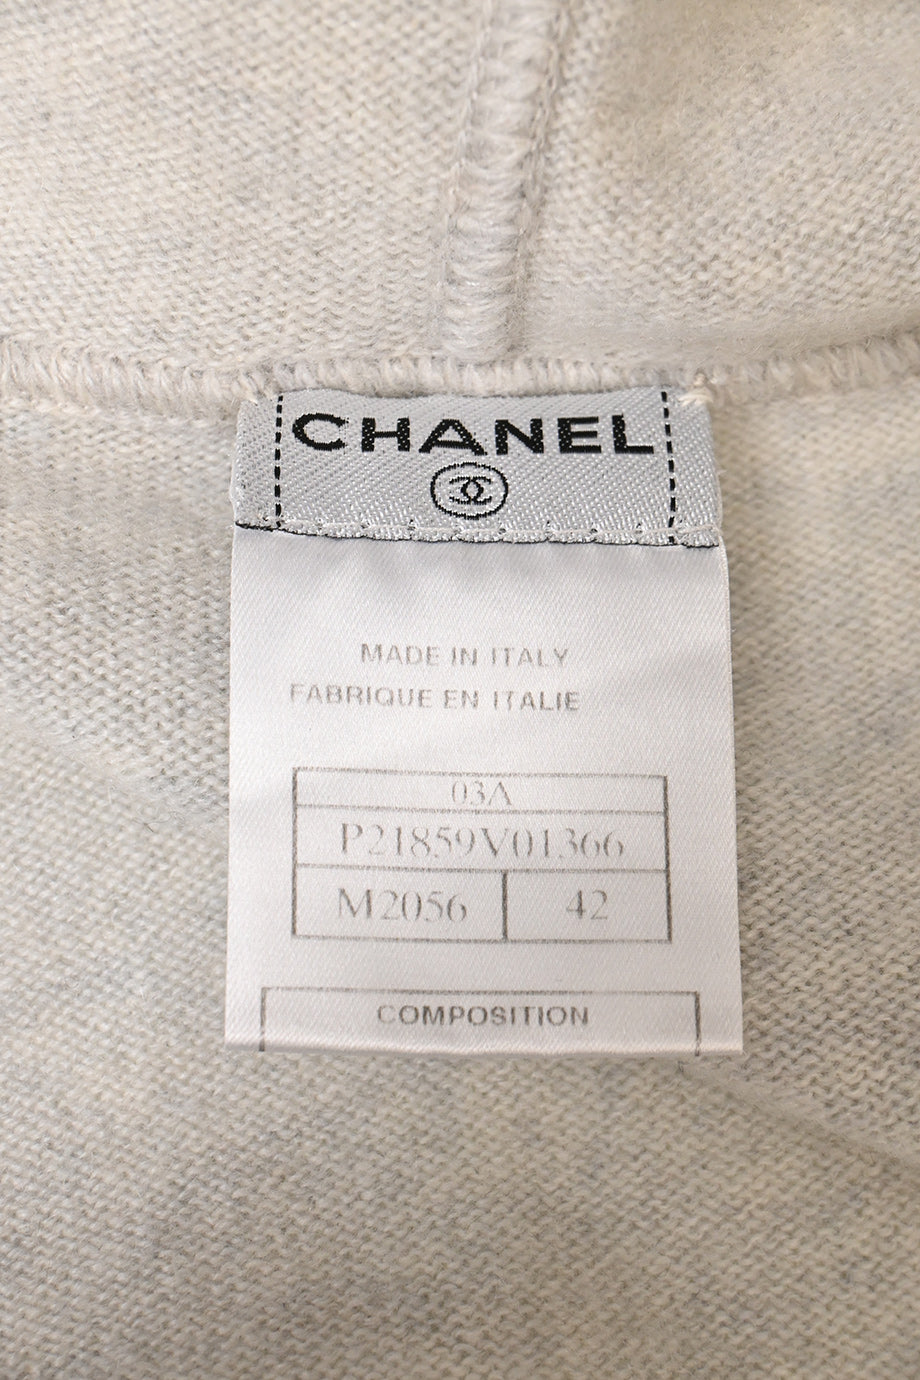 CHANEL
MADE IN ITALY
FABRIQUE EN ITALIE
03A
P21859V01366
M2056 42
COMPOSITION